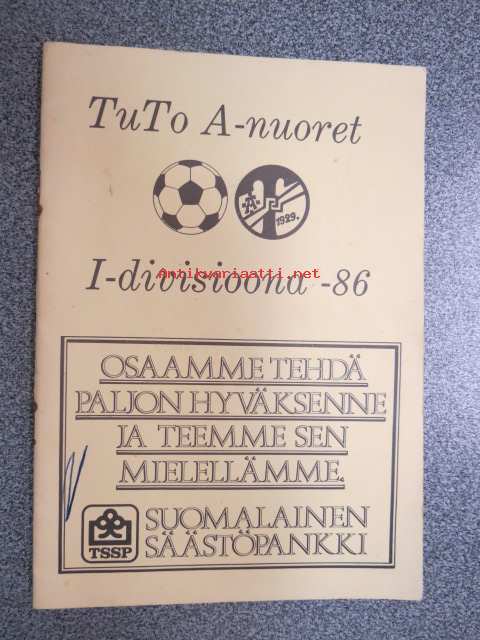 TuTo A-nuoret
-Å-
1929.
antikvariaatti.net
I-divisioona -86
OSAAMME TEHDÄ
PALJON HYVÄKSENNE
JA TEEMME SEN
MIELELLÄMME.
TSSP
SUOMALAINEN
SÄÄSTÖPANKKI